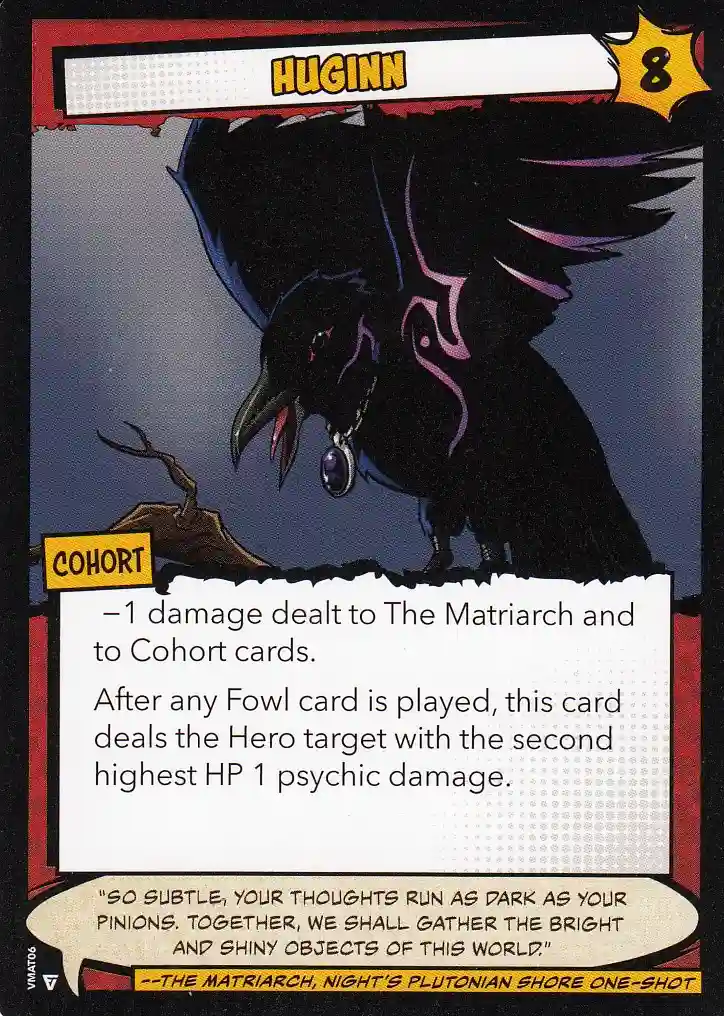 HUGINN
8
COHORT
−1 damage dealt to The Matriarch and
to Cohort cards.
After any Fowl card is played, this card
deals the Hero target with the second
highest HP 1 psychic damage.
"SO SUBTLE, YOUR THOUGHTS RUN AS DARK AS YOUR
PINIONS. TOGETHER, WE SHALL GATHER THE BRIGHT
AND SHINY OBJECTS OF THIS WORLD."
--THE MATRIARCH, NIGHT'S PLUTONIAN SHORE ONE-SHOT
VMAT06